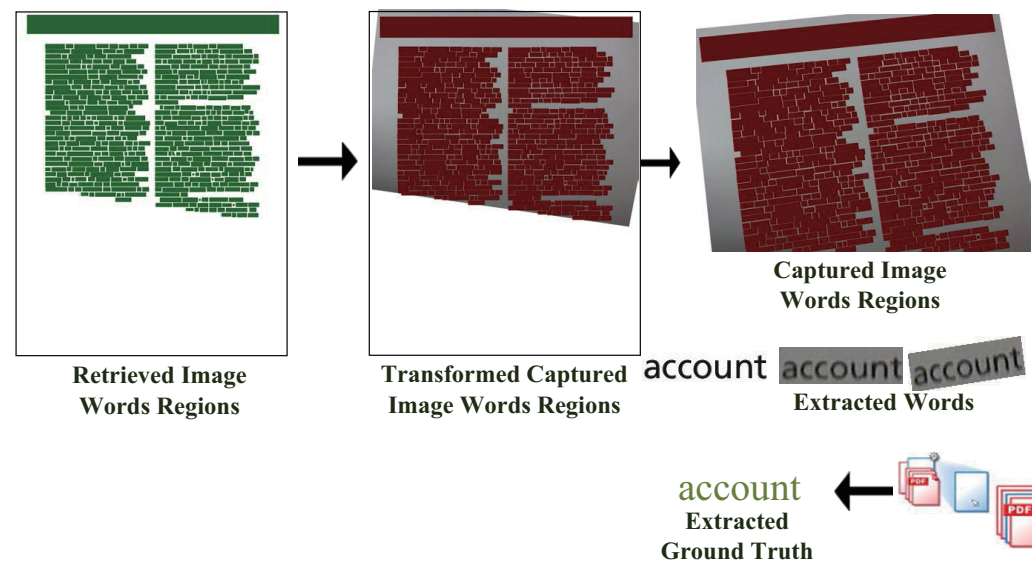 Captured Image
Words Regions
Retrieved Image
Words Regions
Transformed Captured
Image Words Regions
account account account
Extracted Words
account
Extracted
Ground Truth
PDF
PDF